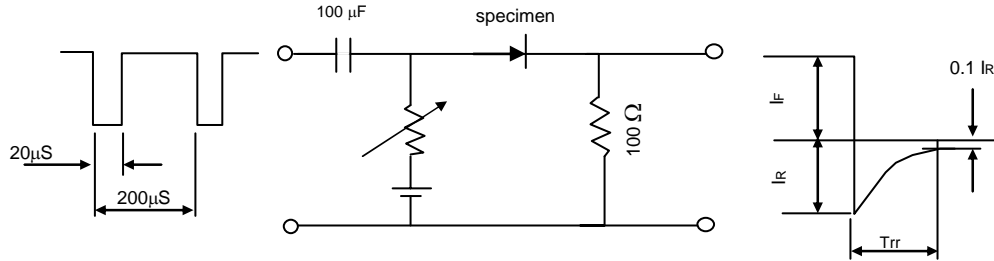 100 µF
specimen
0.1 IR
IF
100 Ω
20µS
IR
200µS
Trr